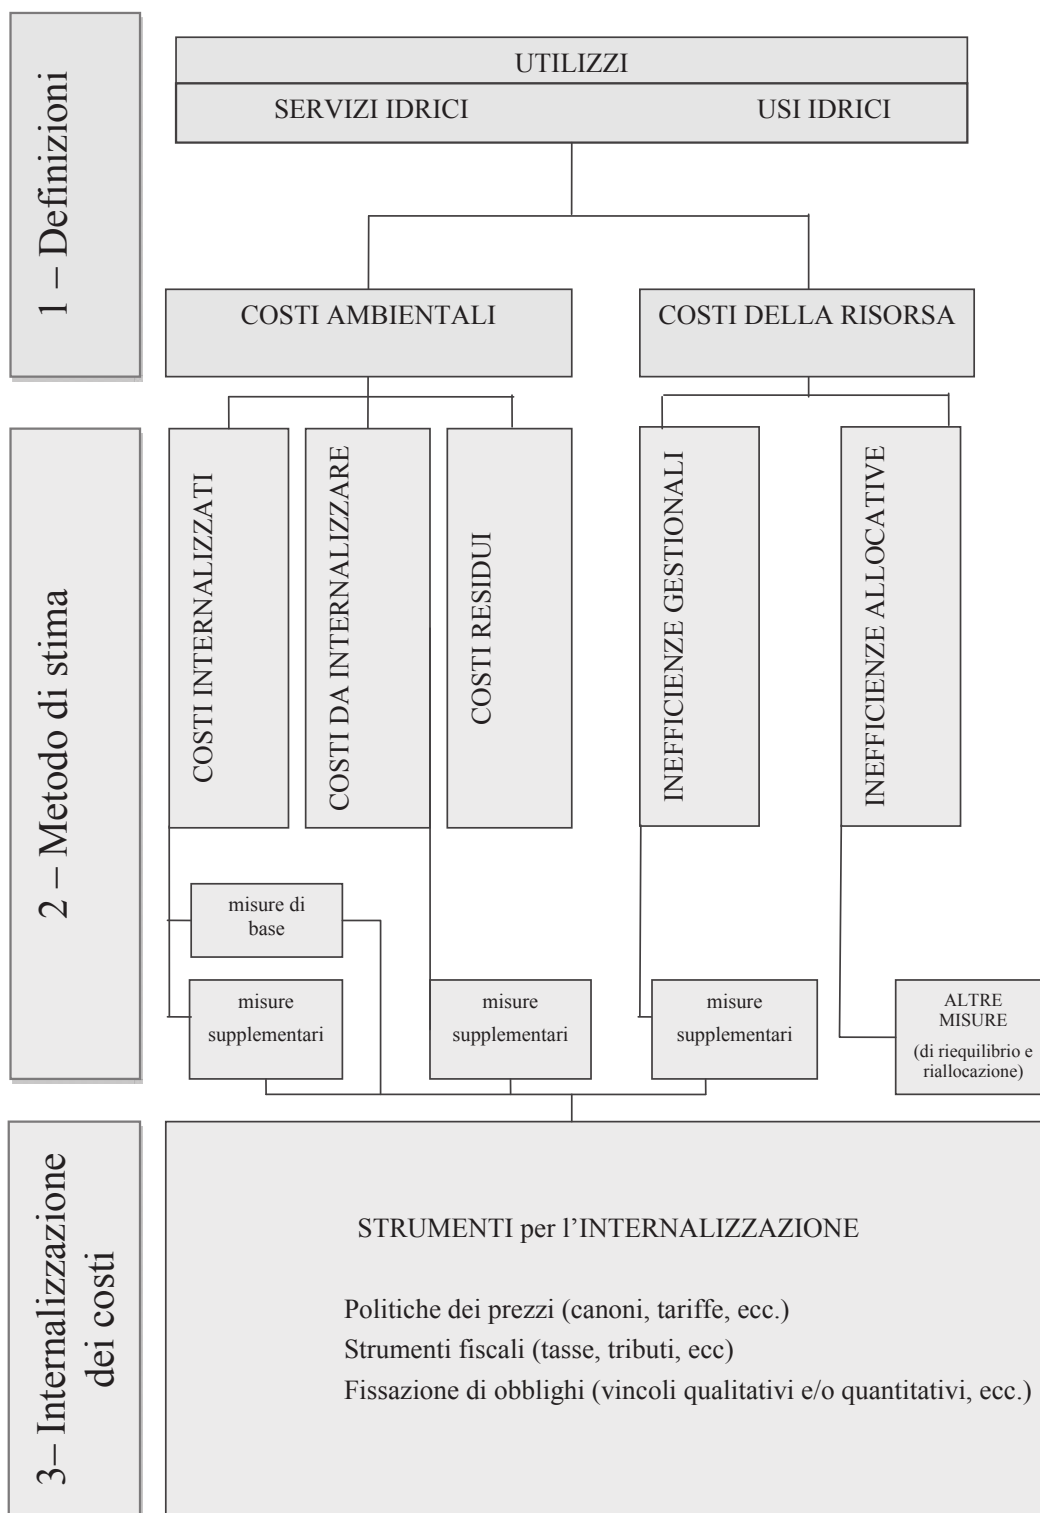 1 – Definizioni
UTILIZZI
SERVIZI IDRICI USI IDRICI
COSTI AMBIENTALI
COSTI DELLA RISORSA
2 – Metodo di stima
COSTI INTERNALIZZATI
COSTI DA INTERNALIZZARE
COSTI RESIDUI
INEFFICIENZE GESTIONALI
INEFFICIENZE ALLOCATIVE
misure di
base
misure
supplementari
misure
supplementari
misure
supplementari
ALTRE
MISURE
(di riequilibrio e
riallocazione)
3– Internalizzazione
dei costi
STRUMENTI per l’INTERNALIZZAZIONE
Politiche dei prezzi (canoni, tariffe, ecc.)
Strumenti fiscali (tasse, tributi, ecc)
Fissazione di obblighi (vincoli qualitativi e/o quantitativi, ecc.)